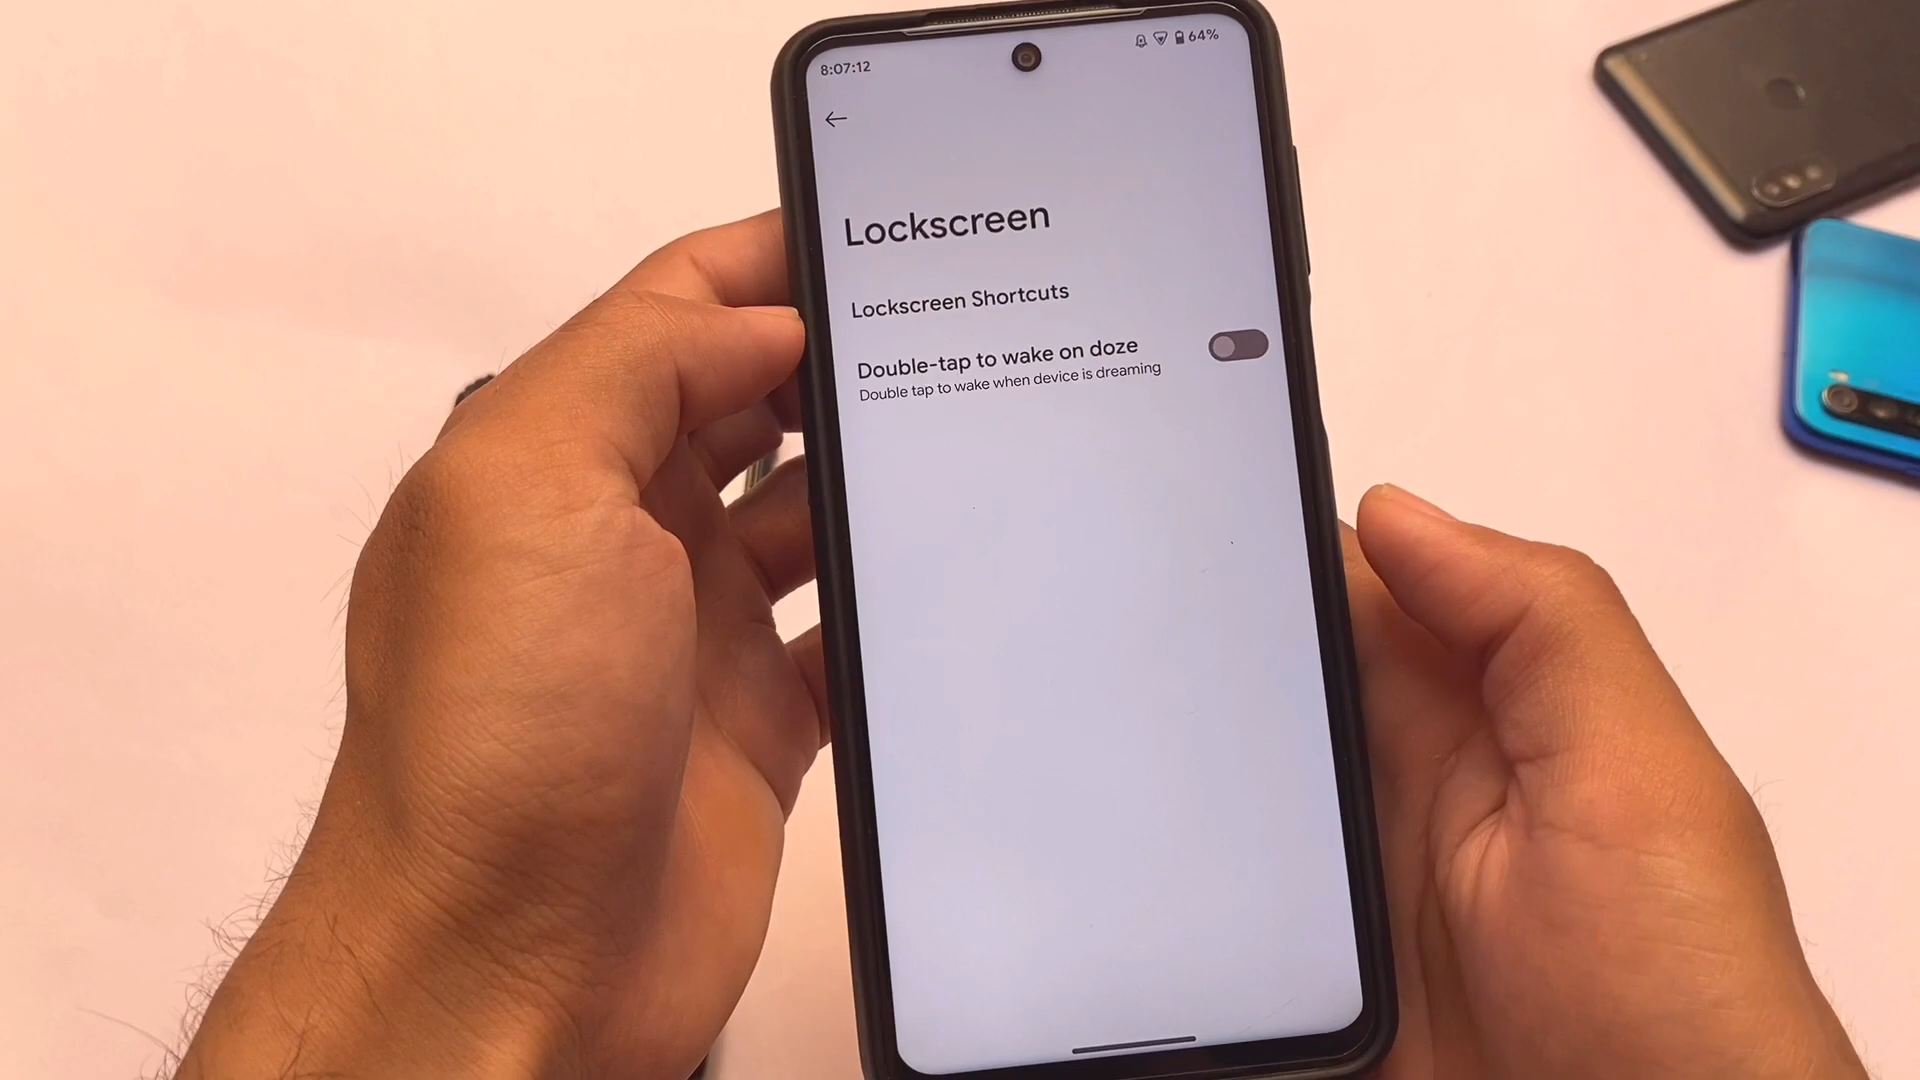 8:07:12
64%
Lockscreen
Lockscreen Shortcuts
Double-tap to wake on doze
Double tap to wake when device is dreaming